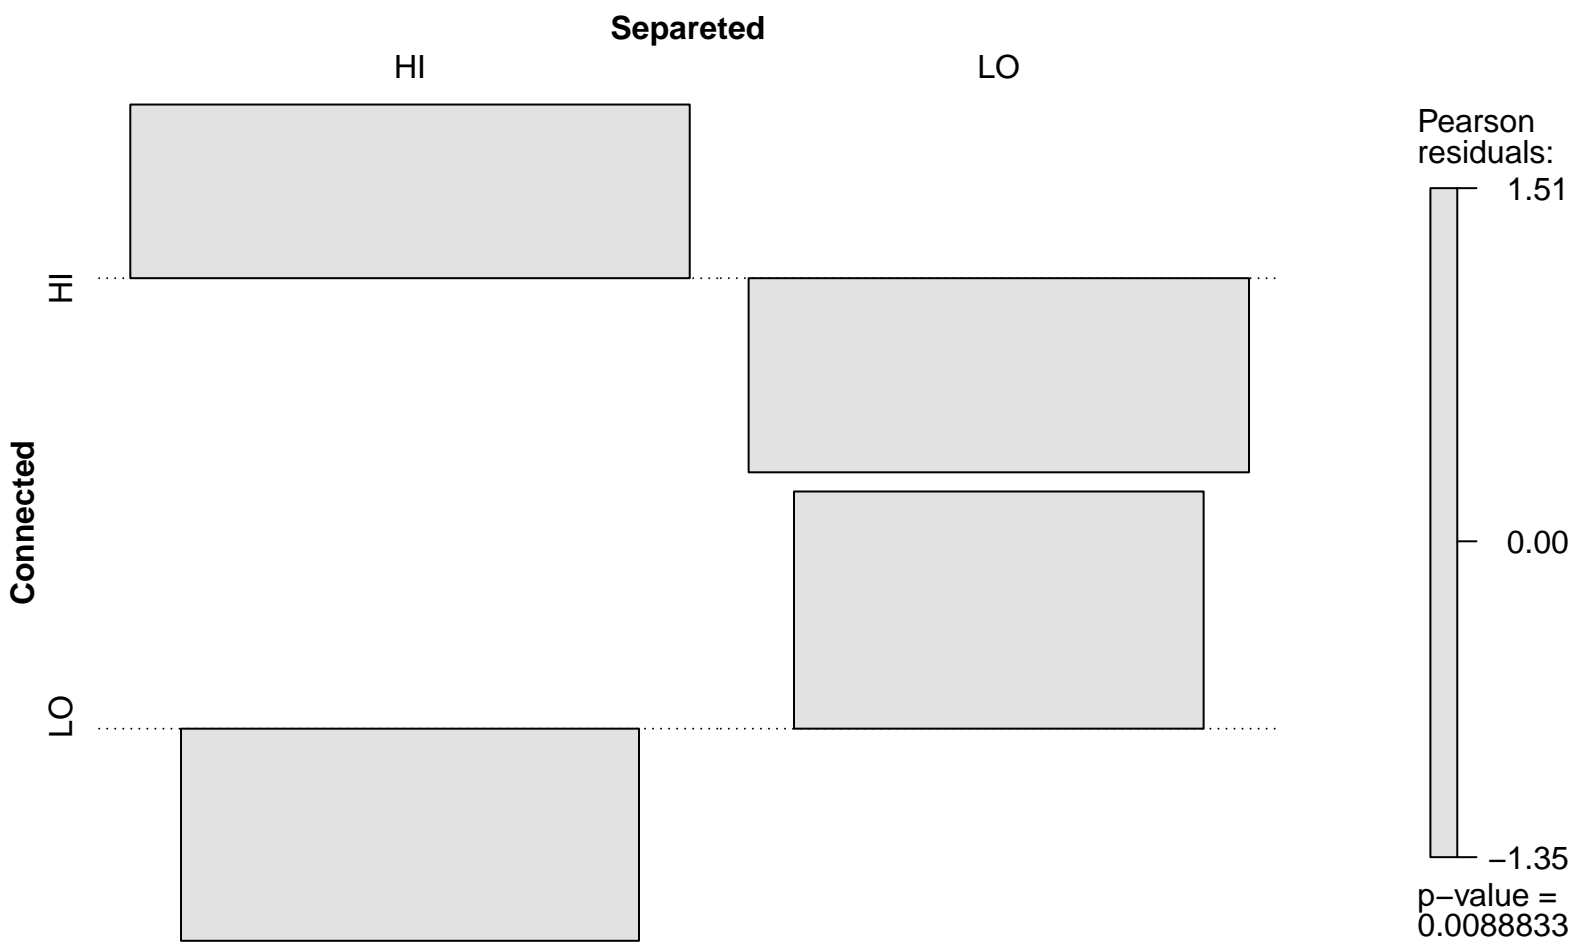 Separeted
HI
LO
HI
Connected
LO
Pearson
residuals:
1.51
0.00
−1.35
p−value =
0.0088833